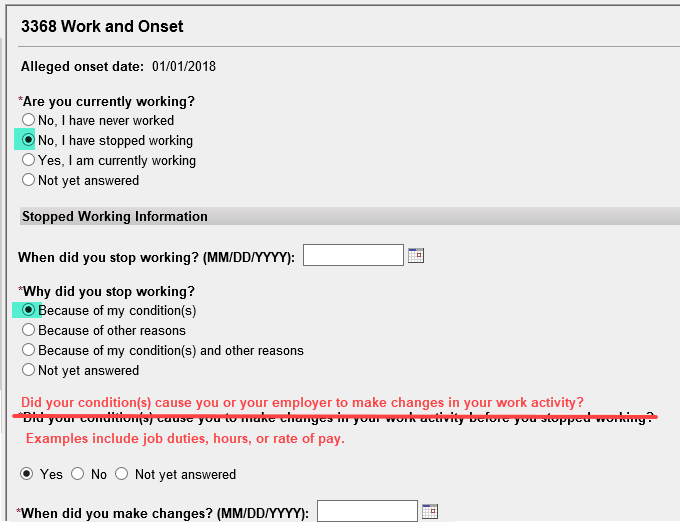 3368 Work and Onset
Alleged onset date: 01/01/2018
*Are you currently working?
No, I have never worked
No, I have stopped working
Yes, I am currently working
Not yet answered
Stopped Working Information
When did you stop working? (MM/DD/YYYY):
*Why did you stop working?
Because of my condition(s)
Because of other reasons
Because of my condition(s) and other reasons
Not yet answered
Did your condition(s) cause you or your employer to make changes in your work activity?
*Did your condition(s) cause you to make changes in your work activity before you stopped working?
Examples include job duties, hours, or rate of pay.
Yes No Not yet answered
*When did you make changes? (MM/DD/YYYY):